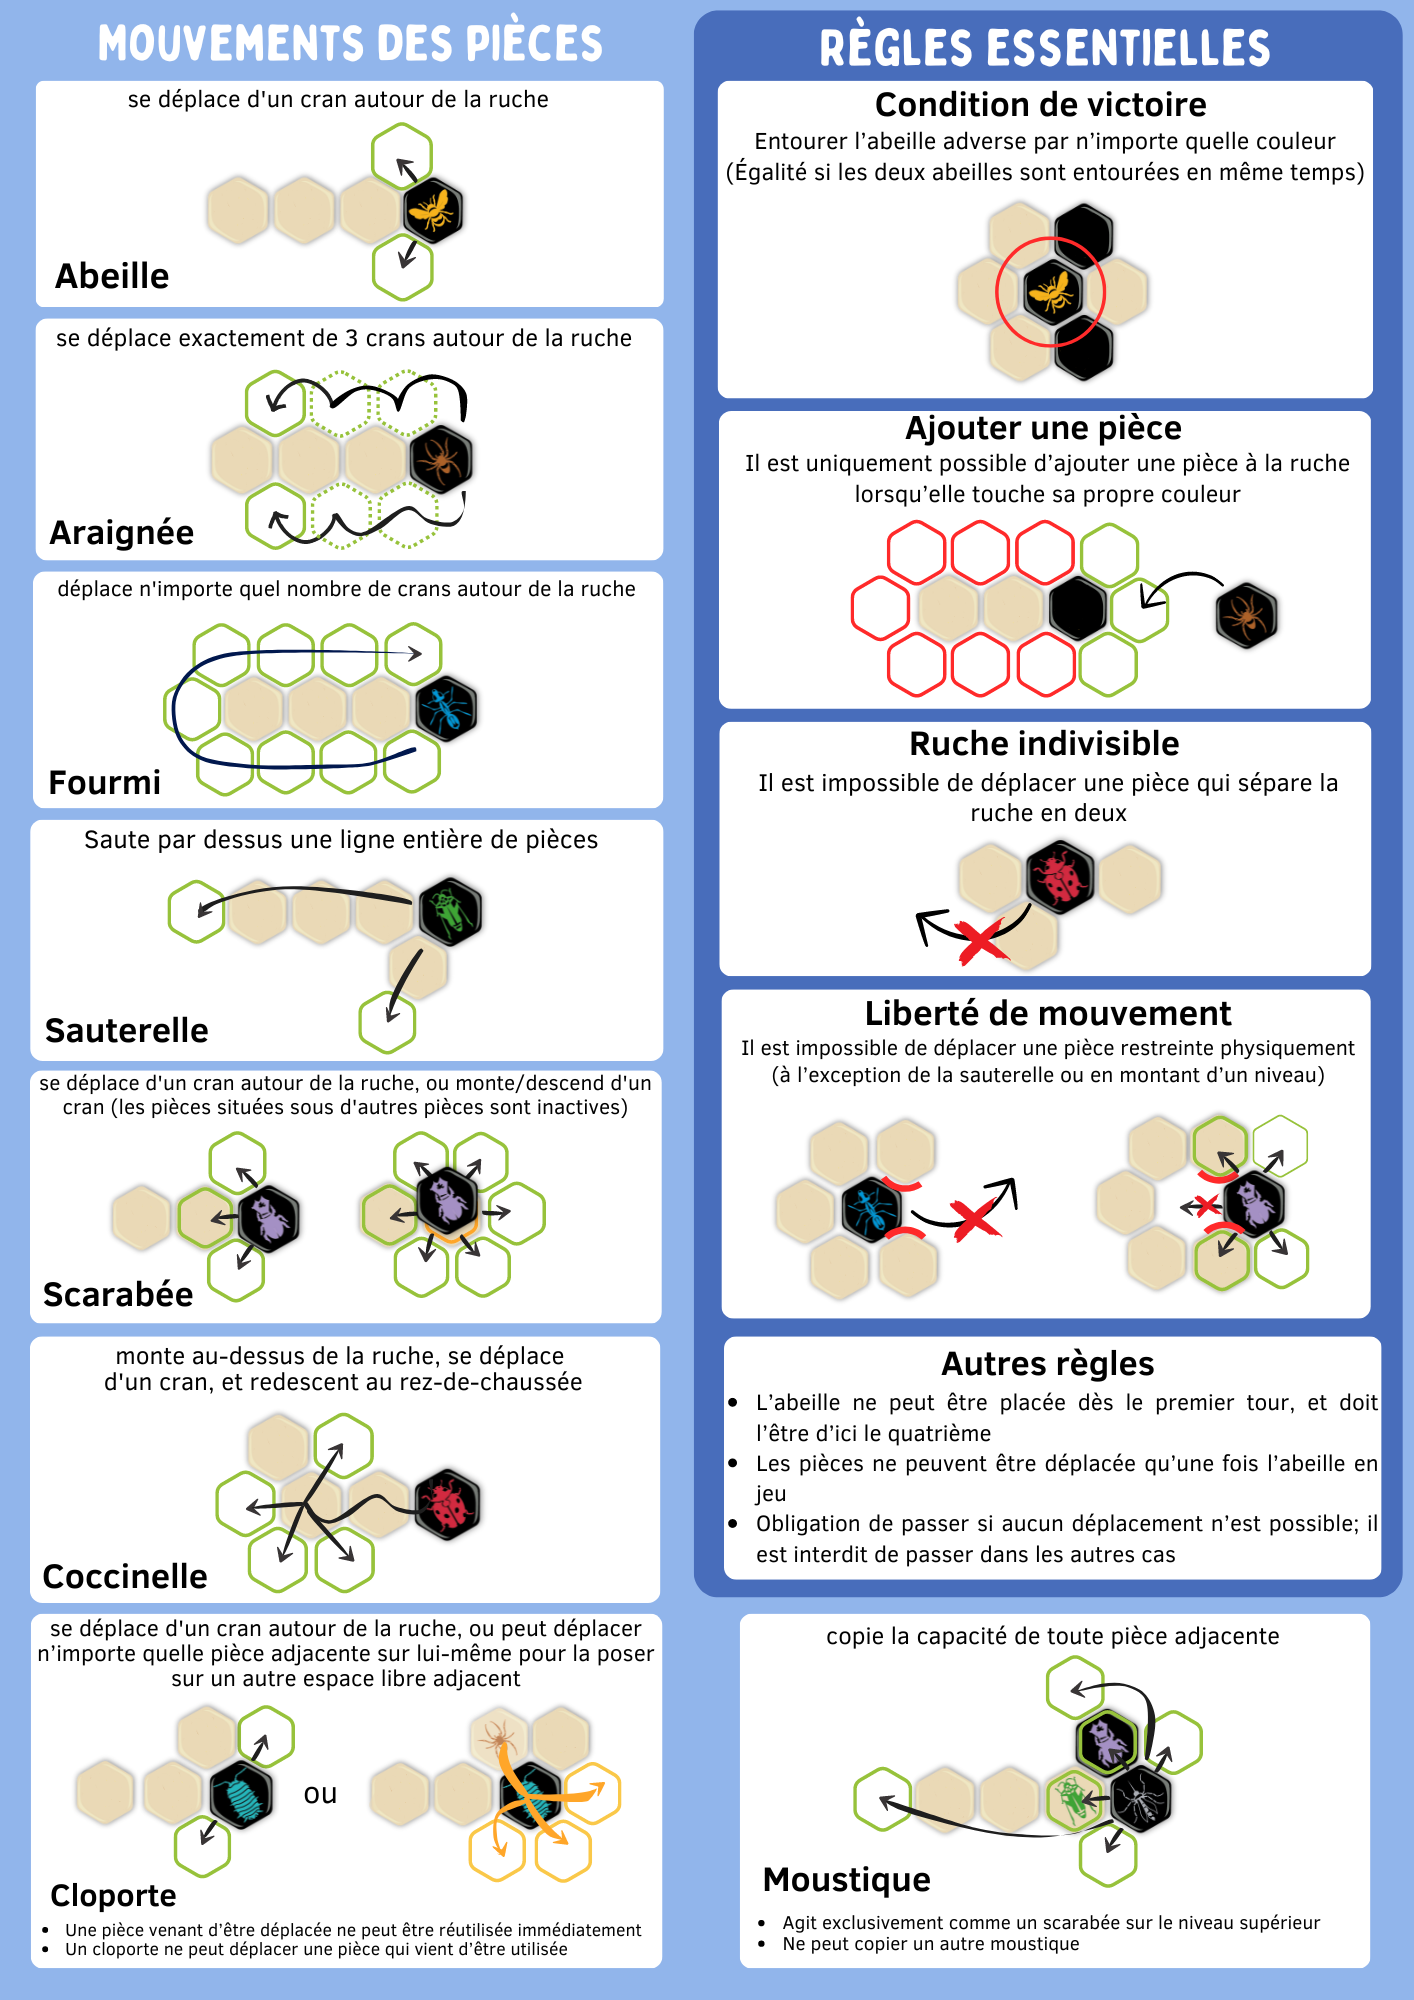 MOUVEMENTS DES PIÈCES
se déplace d'un cran autour de la ruche
Abeille
se déplace exactement de 3 crans autour de la ruche
Araignée
déplace n'importe quel nombre de crans autour de la ruche
Fourmi
Saute par dessus une ligne entière de pièces
Sauterelle
se déplace d'un cran autour de la ruche, ou monte/descend d'un
cran (les pièces situées sous d'autres pièces sont inactives)
Scarabée
monte au-dessus de la ruche, se déplace
d'un cran, et redescent au rez-de-chaussée
Coccinelle
se déplace d'un cran autour de la ruche, ou peut déplacer
n’importe quelle pièce adjacente sur lui-même pour la poser
sur un autre espace libre adjacent
ou
Cloporte
• Une pièce venant d’être déplacée ne peut être réutilisée immédiatement
• Un cloporte ne peut déplacer une pièce qui vient d’être utilisée
RÈGLES ESSENTIELLES
Condition de victoire
Entourer l’abeille adverse par n’importe quelle couleur
(Égalité si les deux abeilles sont entourées en même temps)
Ajouter une pièce
Il est uniquement possible d’ajouter une pièce à la ruche
lorsqu’elle touche sa propre couleur
Ruche indivisible
Il est impossible de déplacer une pièce qui sépare la
ruche en deux
Liberté de mouvement
Il est impossible de déplacer une pièce restreinte physiquement
(à l’exception de la sauterelle ou en montant d’un niveau)
Autres règles
• L’abeille ne peut être placée dès le premier tour, et doit
l’être d’ici le quatrième
• Les pièces ne peuvent être déplacée qu’une fois l’abeille en
jeu
• Obligation de passer si aucun déplacement n’est possible; il
est interdit de passer dans les autres cas
copie la capacité de toute pièce adjacente
Moustique
• Agit exclusivement comme un scarabée sur le niveau supérieur
• Ne peut copier un autre moustique